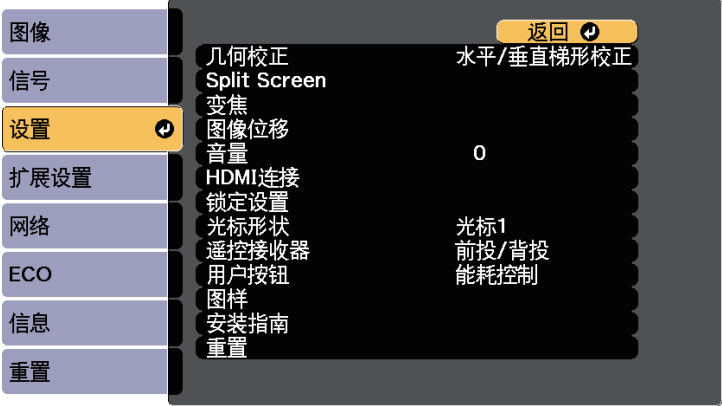 图像
信号
设置
扩展设置
网络
ECO
信息
重置
返回
几何校正 水平/垂直梯形校正
Split Screen
变焦
图像位移
音量 0
HDMI连接
锁定设置
光标形状 光标1
遥控接收器 前投/背投
用户按钮 能耗控制
图样
安装指南
重置